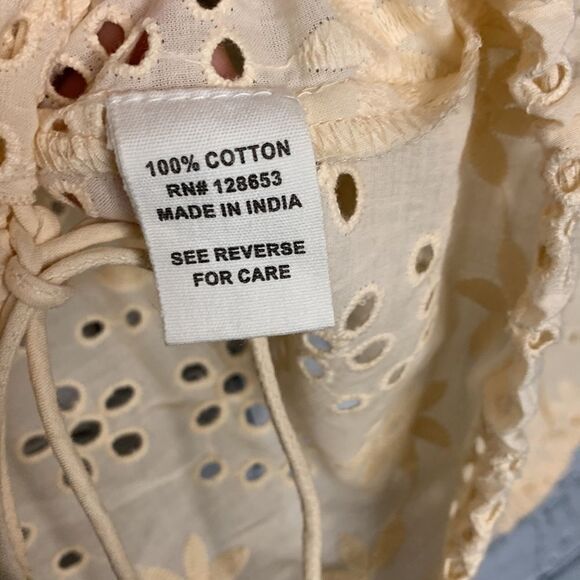 100% COTTON
RN# 128653
MADE IN INDIA
SEE REVERSE
FOR CARE